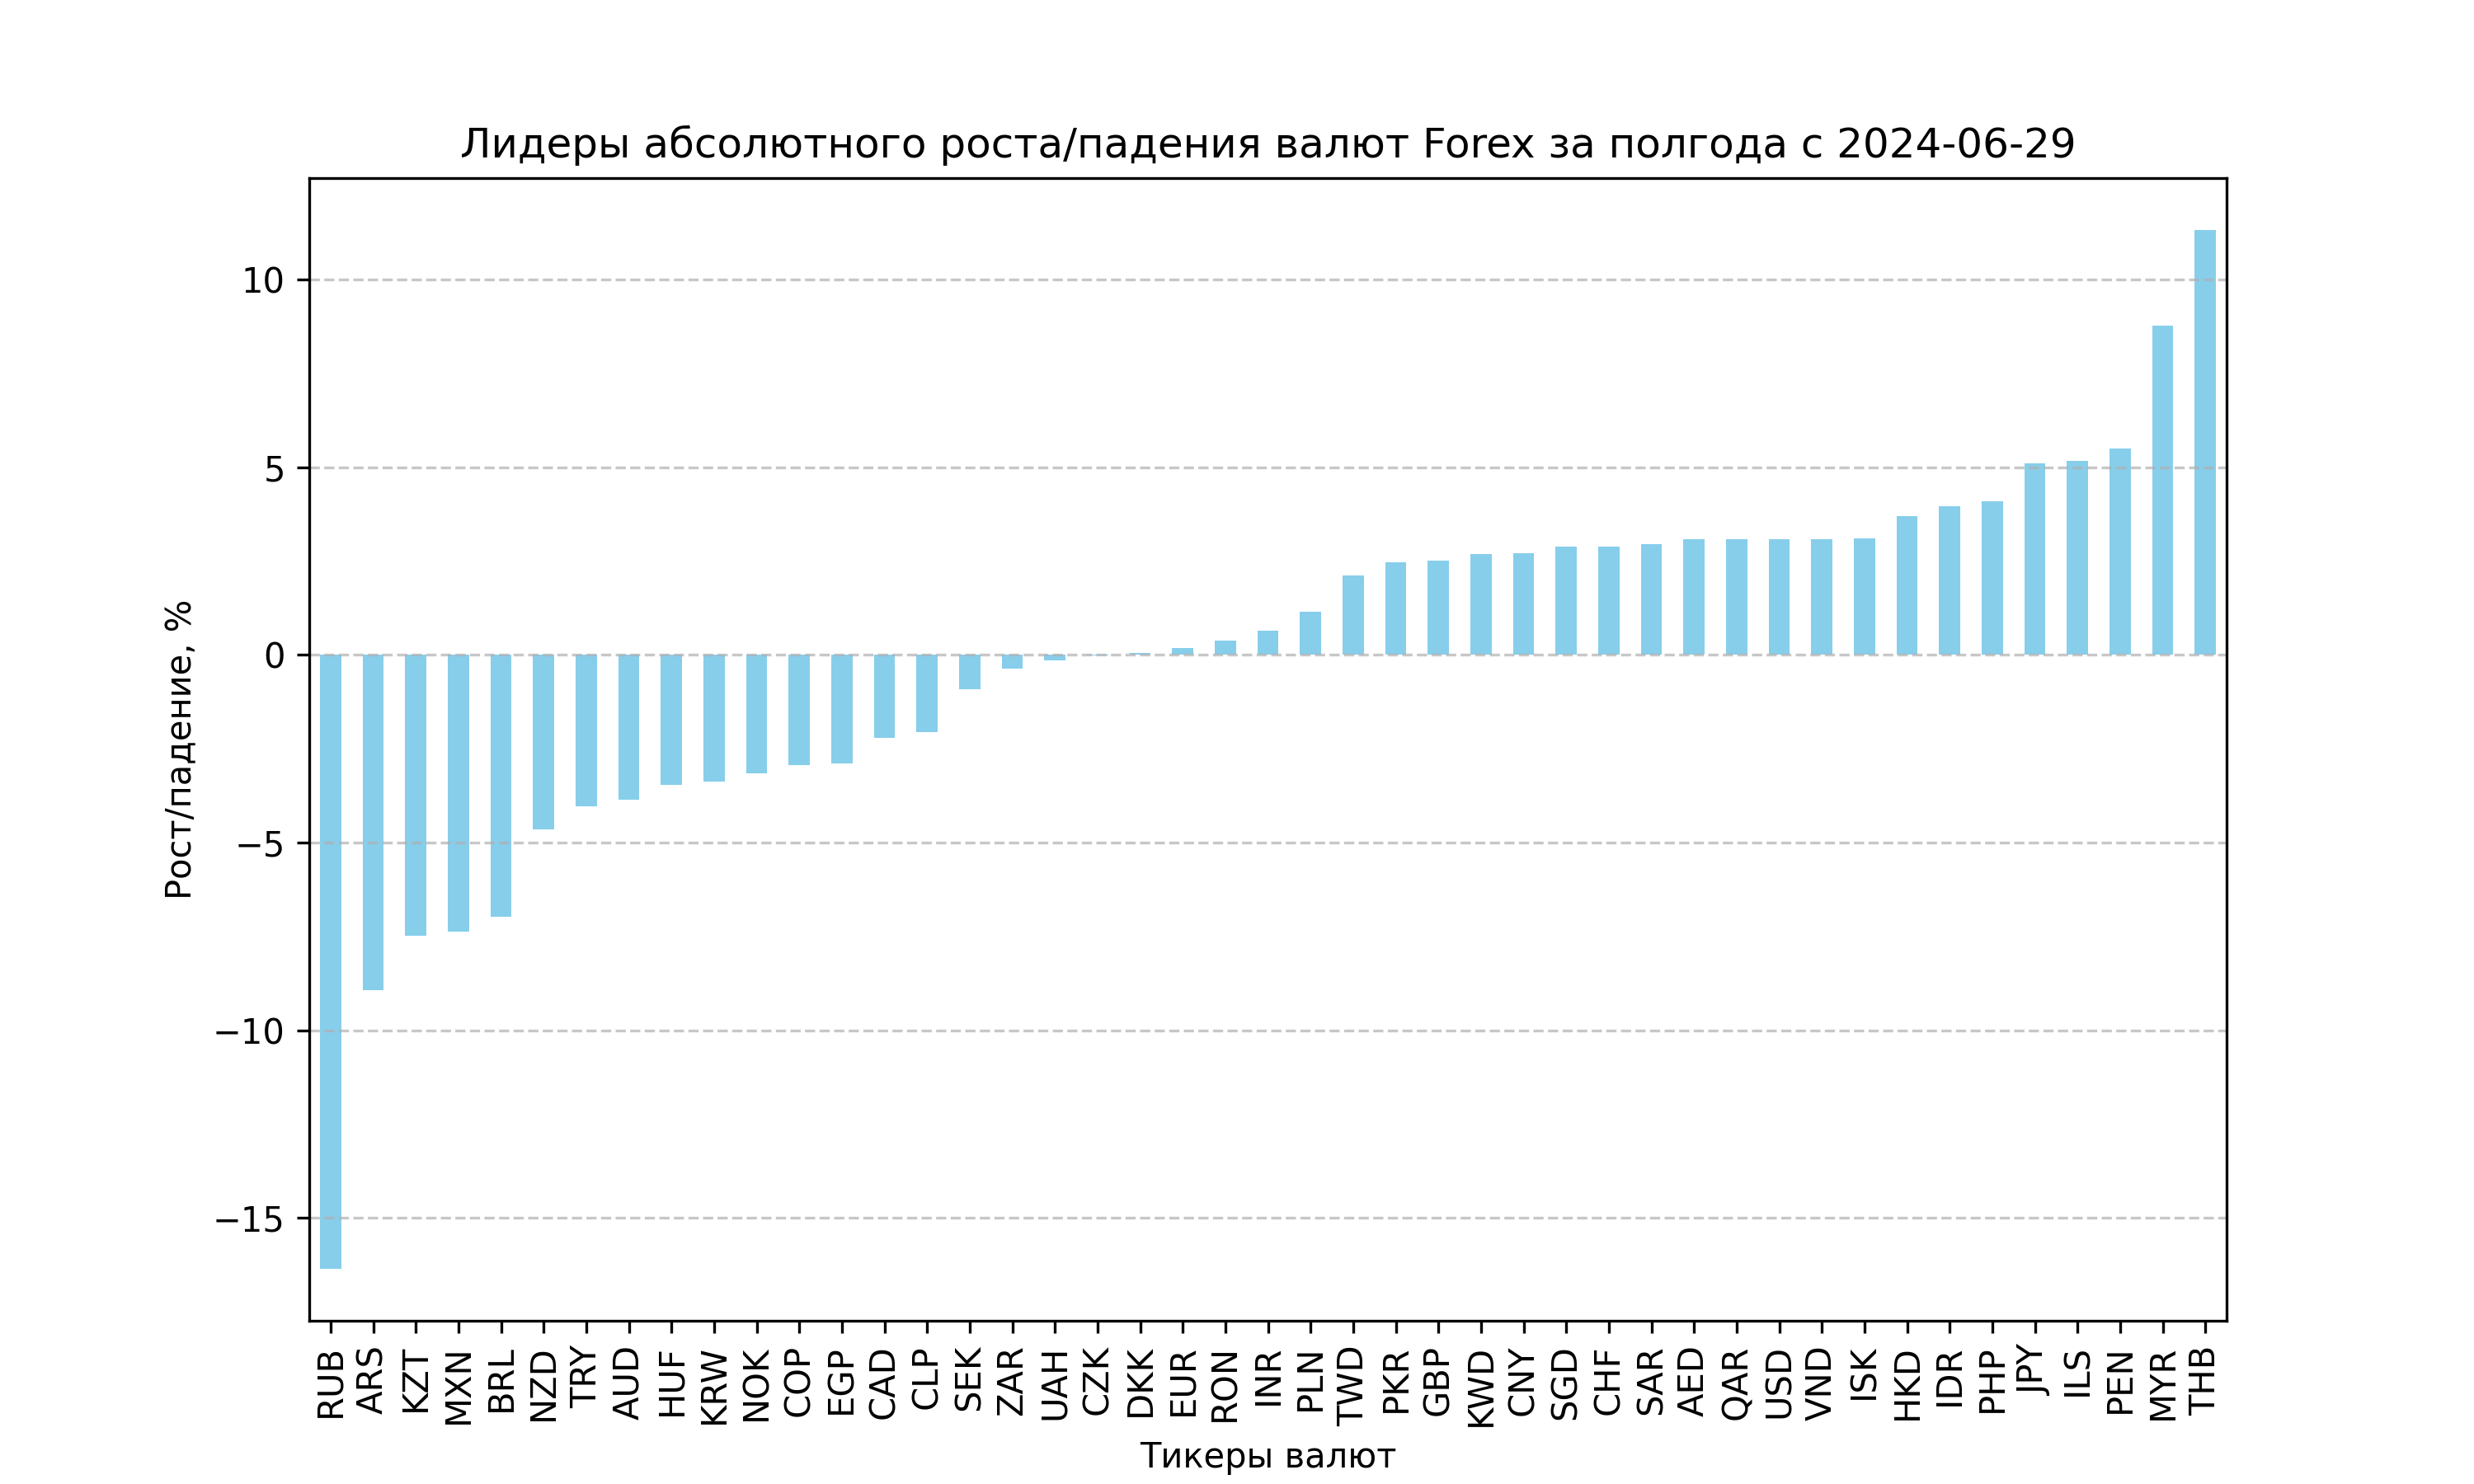 Лидеры абсолютного роста/падения валют Forex за полгода с 2024-06-29
Рост/падение, %
10
5
0
−5
−10
−15
RUB
ARS
KZT
MXN
BRL
NZD
TRY
AUD
HUF
KRW
NOK
COP
EGP
CAD
CLP
SEK
ZAR
UAH
CZK
DKK
EUR
RON
INR
PLN
TWD
PKR
GBP
KWD
CNY
SGD
CHF
SAR
AED
QAR
USD
VND
ISK
HKD
IDR
PHP
JPY
ILS
PEN
MYR
THB
Тикеры валют